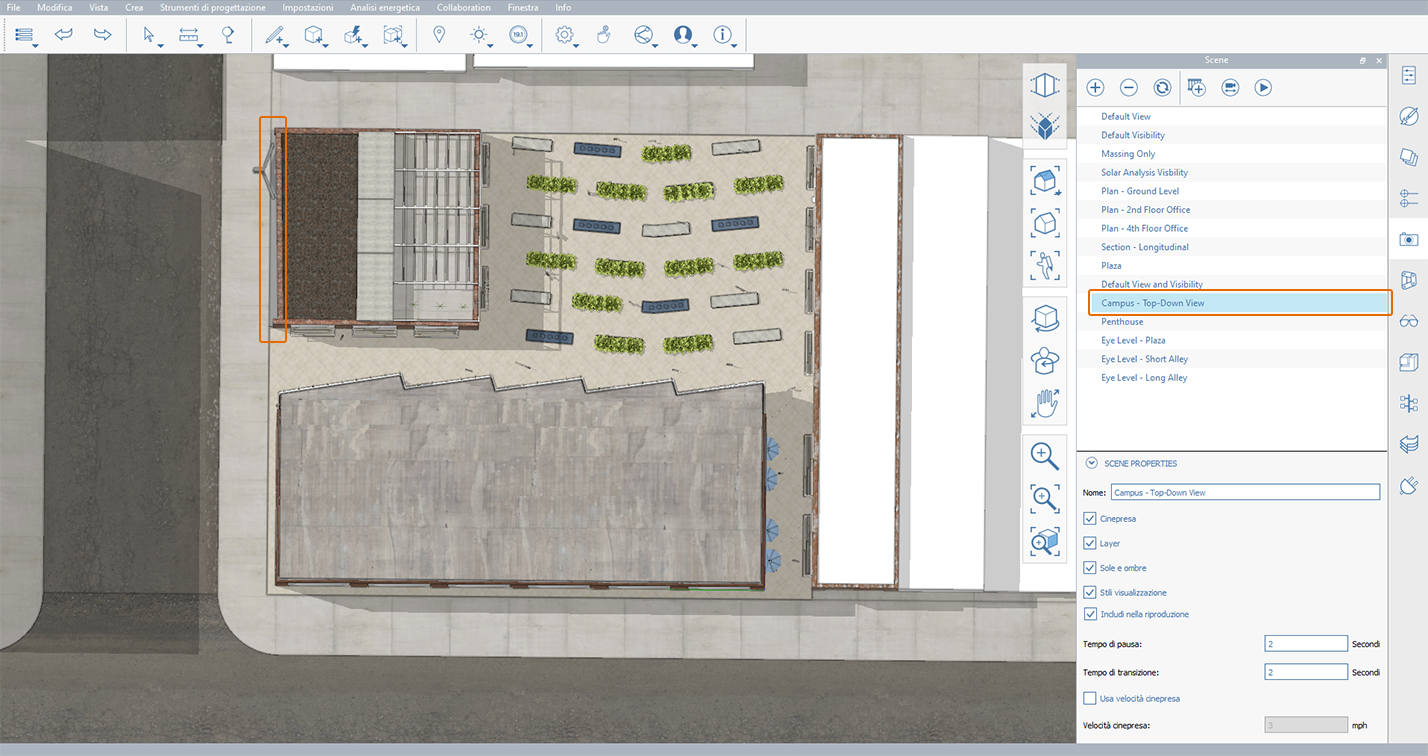 File Modifica Vista Crea Strumenti di progettazione Impostazioni Analisi energetica Collaboration Finestra Info
19.1
Scene
Default View
Default Visibility
Massing Only
Solar Analysis Visbility
Plan - Ground Level
Plan - 2nd Floor Office
Plan - 4th Floor Office
Section - Longitudinal
Plaza
Default View and Visibility
Campus - Top-Down View
Penthouse
Eye Level - Plaza
Eye Level - Short Alley
Eye Level - Long Alley
SCENE PROPERTIES
Nome: Campus - Top-Down View
Cinepresa
Layer
Sole e ombre
Stili visualizzazione
Includi nella riproduzione
Tempo di pausa: 2 Secondi
Tempo di transizione: 2 Secondi
Usa velocità cinepresa
Velocità cinepresa: 3 mph